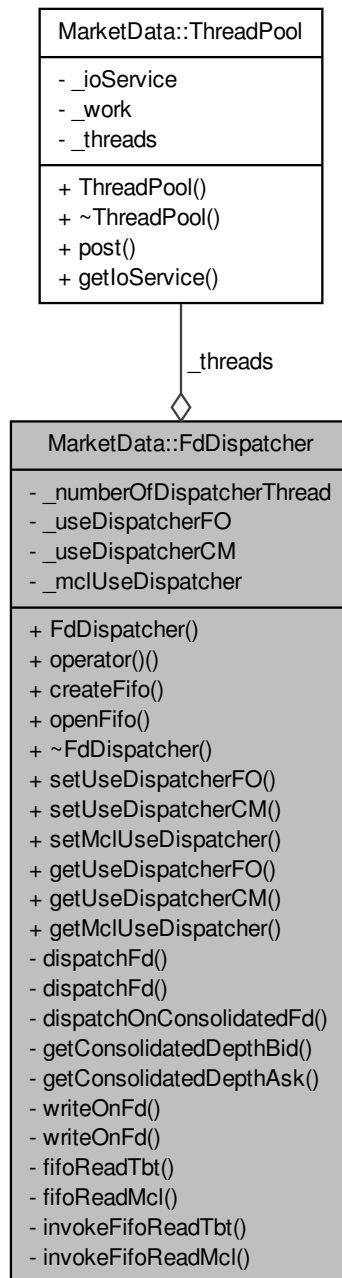 MarketData::ThreadPool
- _ioService
- _work
- _threads
+ ThreadPool()
+ ~ThreadPool()
+ post()
+ getIoService()
_threads
MarketData::FdDispatcher
- _numberOfDispatcherThread
- _useDispatcherFO
- _useDispatcherCM
- _mclUseDispatcher
+ FdDispatcher()
+ operator()()
+ createFifo()
+ openFifo()
+ ~FdDispatcher()
+ setUseDispatcherFO()
+ setUseDispatcherCM()
+ setMclUseDispatcher()
+ getUseDispatcherFO()
+ getUseDispatcherCM()
+ getMclUseDispatcher()
- dispatchFd()
- dispatchFd()
- dispatchOnConsolidatedFd()
- getConsolidatedDepthBid()
- getConsolidatedDepthAsk()
- writeOnFd()
- writeOnFd()
- fifoReadTbt()
- fifoReadMcl()
- invokeFifoReadTbt()
- invokeFifoReadMcl()